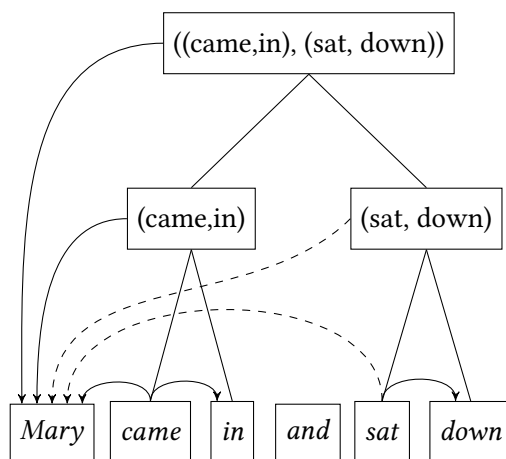 ((came,in), (sat, down))
(came,in) (sat, down)
Mary came in and sat down